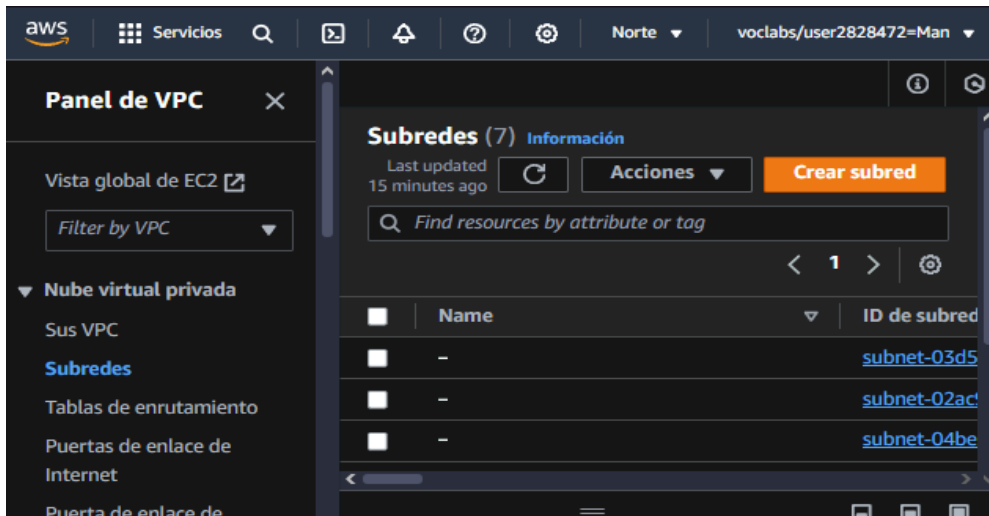 aws
Servicios
Norte
voclabs/user2828472=Man
Panel de VPC
Vista global de EC2
Filter by VPC
Nube virtual privada
Sus VPC
Subredes
Tablas de enrutamiento
Puertas de enlace de
Internet
Puerta de enlace de
Subredes (7) Información
Last updated
15 minutes ago
Acciones
Crear subred
Find resources by attribute or tag
1
Name
ID de subred
–
subnet-03d5
–
subnet-02ac
–
subnet-04be